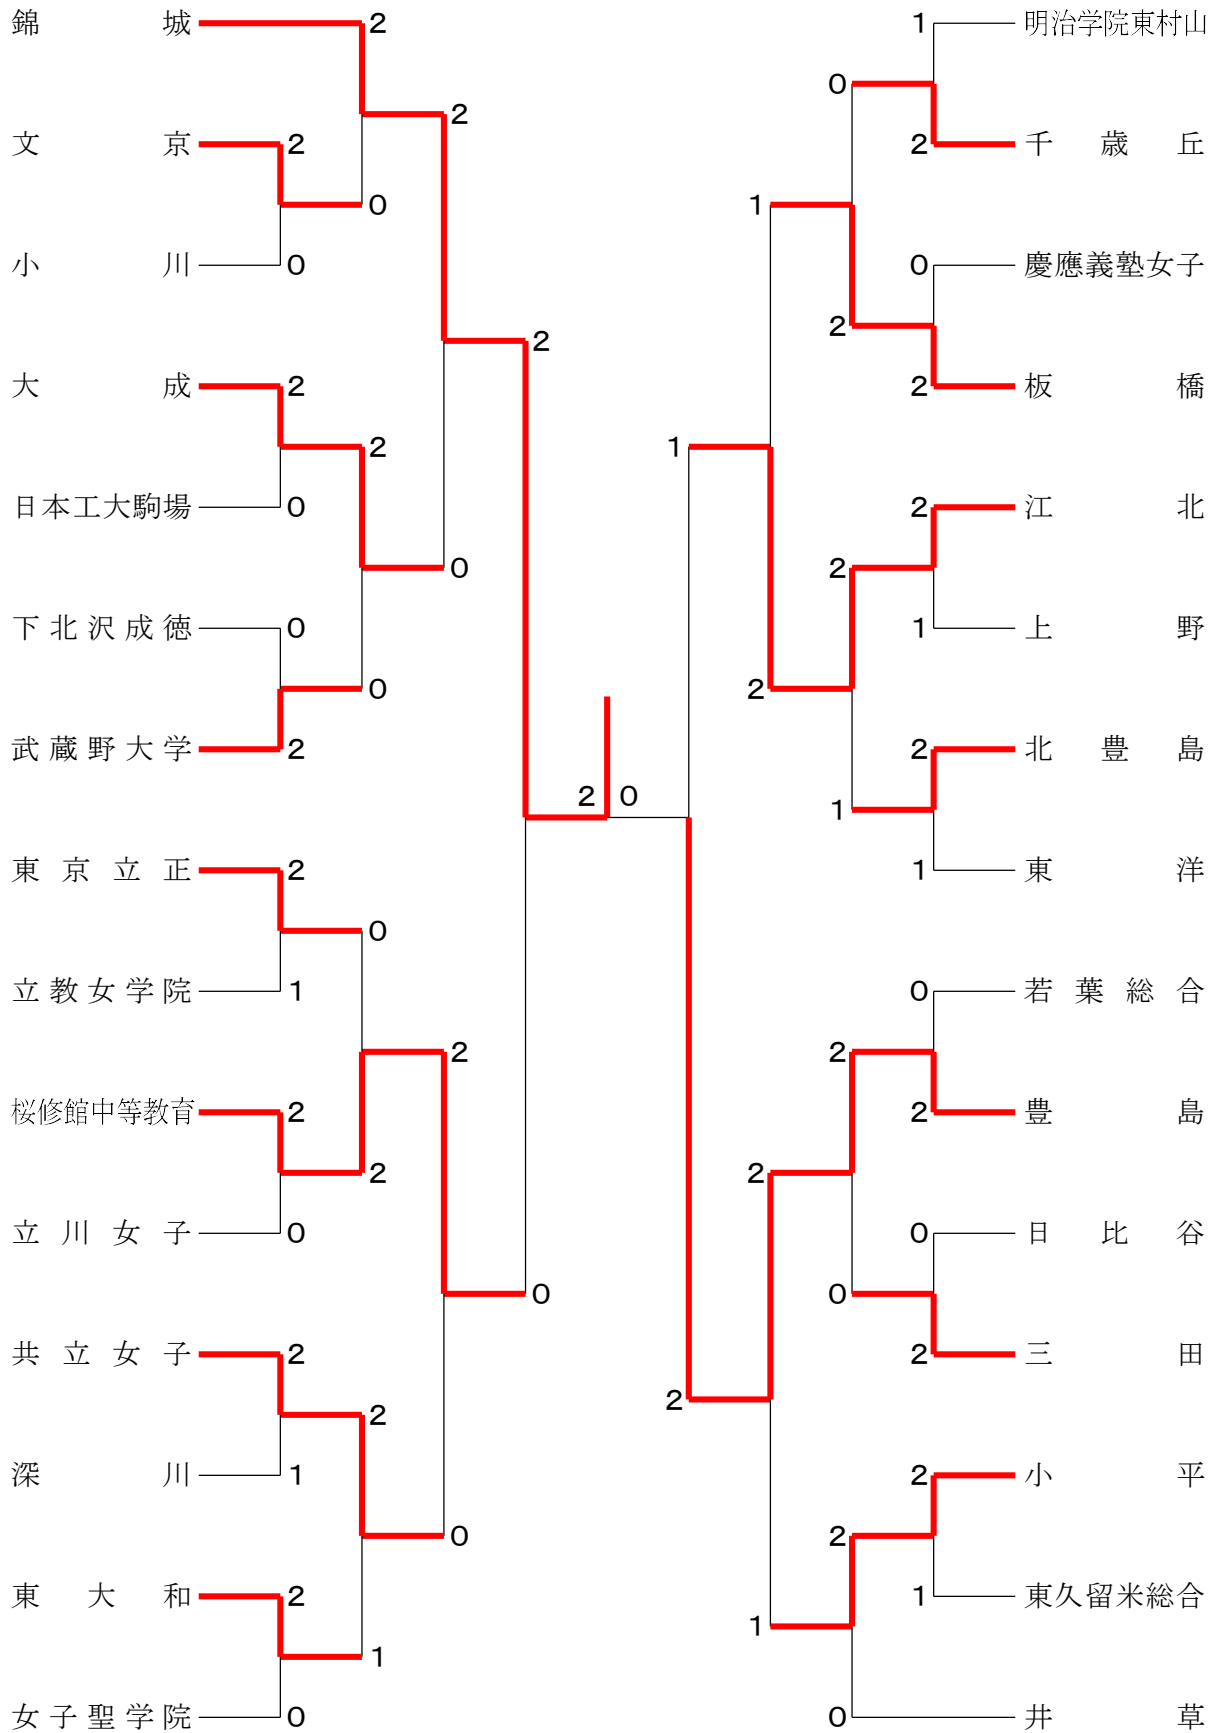 錦城 2
2
文京 2
0
小川 0
2
大成 2
2
日本工大駒場 0
0
下北沢成徳 0
0
武蔵野大学 2
2 0
東京立正 2
0
立教女学院 1
2
桜修館中等教育 2
2
立川女子 0
0
共立女子 2
2
深川 1
0
東大和 2
1
女子聖学院 0
1 明治学院東村山
0
2 千歳丘
1
0 慶應義塾女子
2
2 板橋
1
2 江北
2
1 上野
2
2 北豊島
1
1 東洋
0 若葉総合
2
2 豊島
2
0 日比谷
0
2 三田
2
2 小平
2
1 東久留米総合
1
0 井草